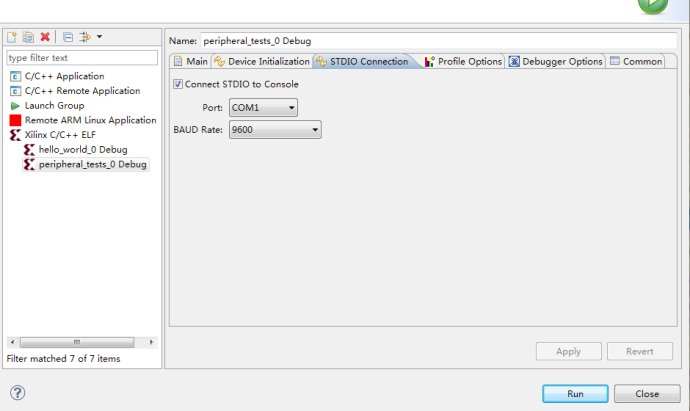 Name: peripheral_tests_0 Debug
type filter text
C/C++ Application
C/C++ Remote Application
Launch Group
Remote ARM Linux Application
Xilinx C/C++ ELF
hello_world_0 Debug
peripheral_tests_0 Debug
Filter matched 7 of 7 items
Main Device Initialization STDIO Connection Profile Options Debugger Options Common
Connect STDIO to Console
Port: COM1
BAUD Rate: 9600
Apply Revert
? Run Close